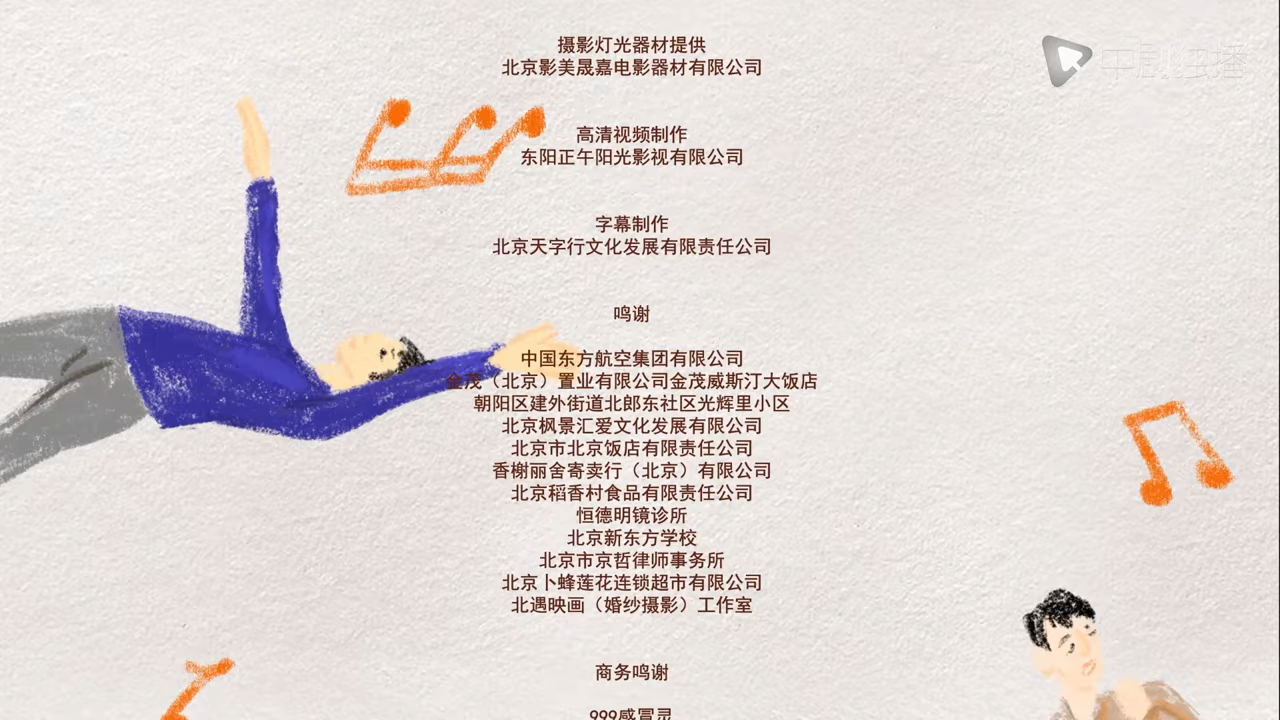 摄影灯光器材提供
北京影美晟嘉电影器材有限公司
高清视频制作
东阳正午阳光影视有限公司
字幕制作
北京天字行文化发展有限责任公司
鸣谢
中国东方航空集团有限公司
金茂（北京）置业有限公司金茂威斯汀大饭店
朝阳区建外街道北郎东社区光辉里小区
北京枫景汇爱文化发展有限公司
北京市北京饭店有限责任公司
香榭丽舍寄卖行（北京）有限公司
北京稻香村食品有限责任公司
恒德明镜诊所
北京新东方学校
北京市京哲律师事务所
北京卜蜂莲花连锁超市有限公司
北遇映画（婚纱摄影）工作室
商务鸣谢
999感冒灵